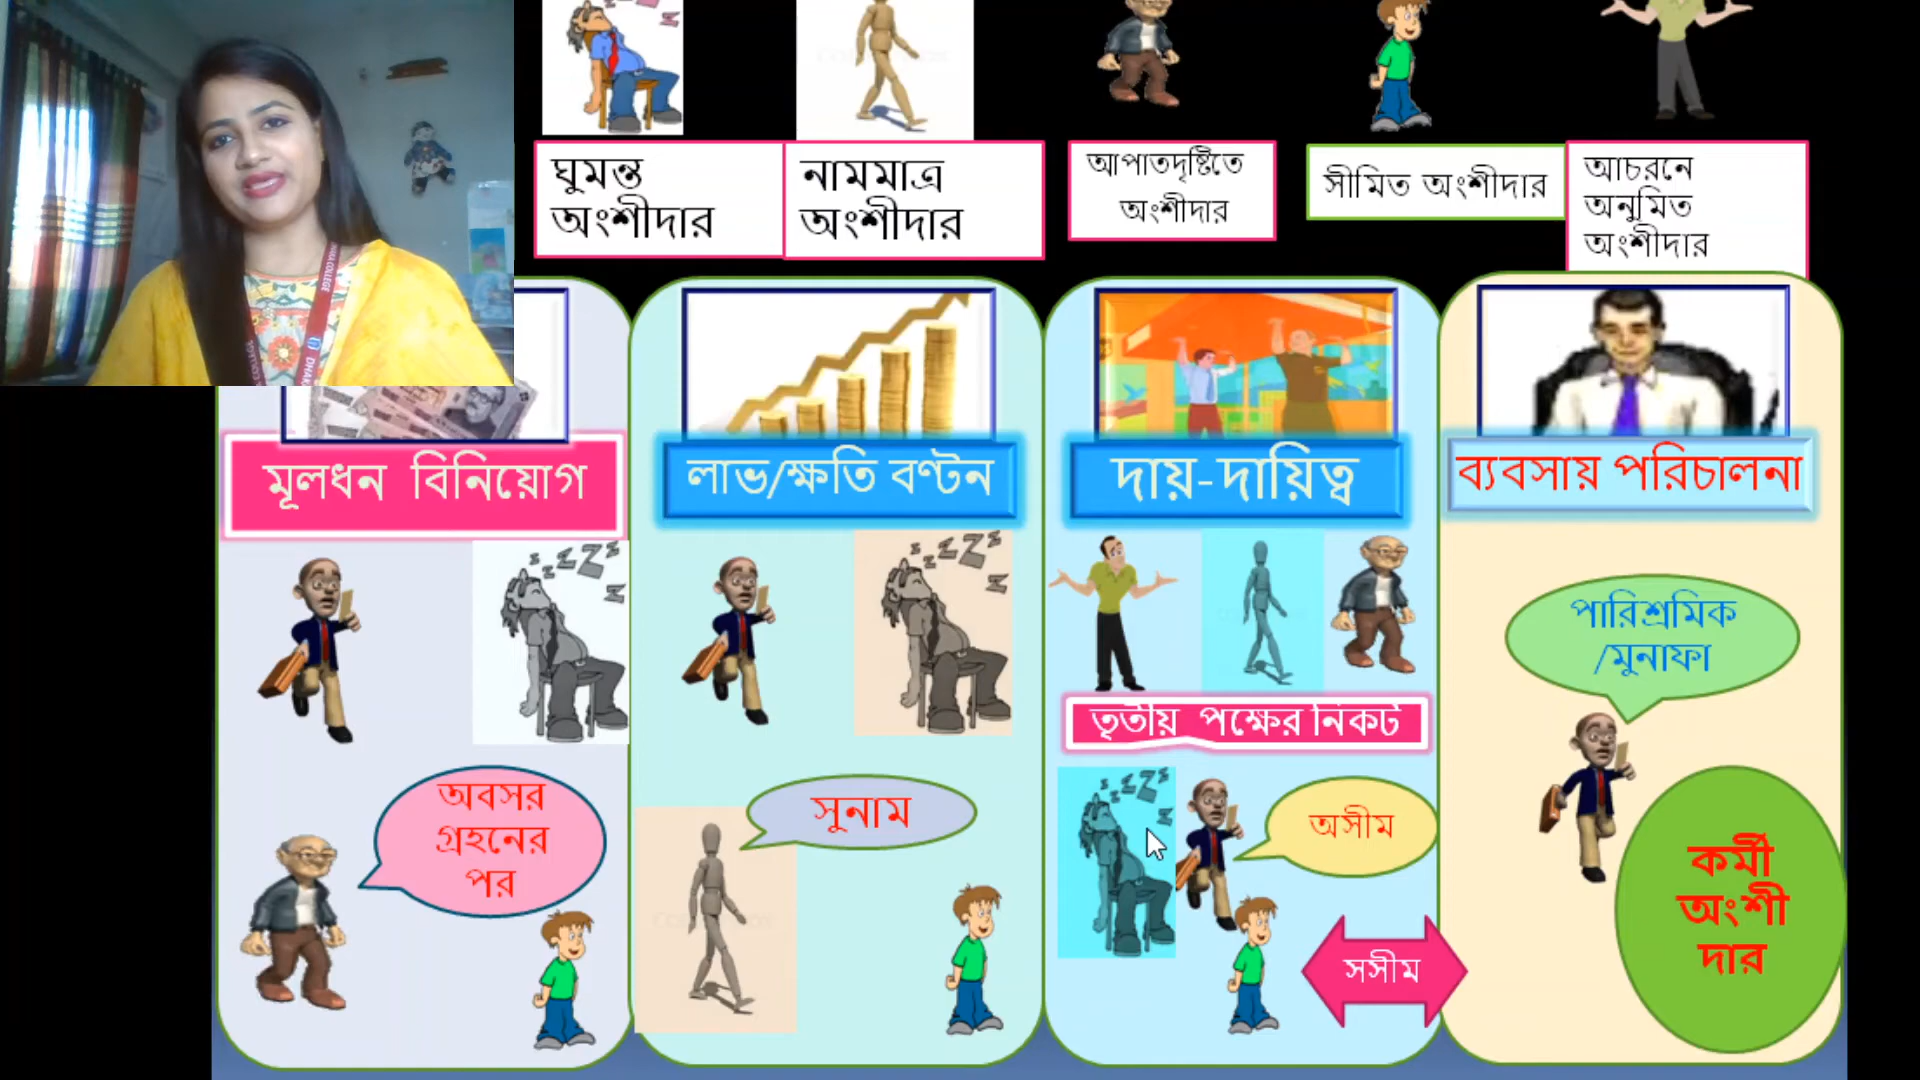 ঘুমন্ত
অংশীদার
নামমাত্র
অংশীদার
আপাতদৃষ্টিতে
অংশীদার
সীমিত অংশীদার
আচরনে
অনুমিত
অংশীদার
মূলধন বিনিয়োগ
লাভ/ক্ষতি বণ্টন
দায়-দায়িত্ব
ব্যবসায় পরিচালনা
পারিশ্রমিক
/মুনাফা
তৃতীয় পক্ষের নিকট
অবসর
গ্রহনের
পর
সুনাম
অসীম
সসীম
কর্মী
অংশী
দার